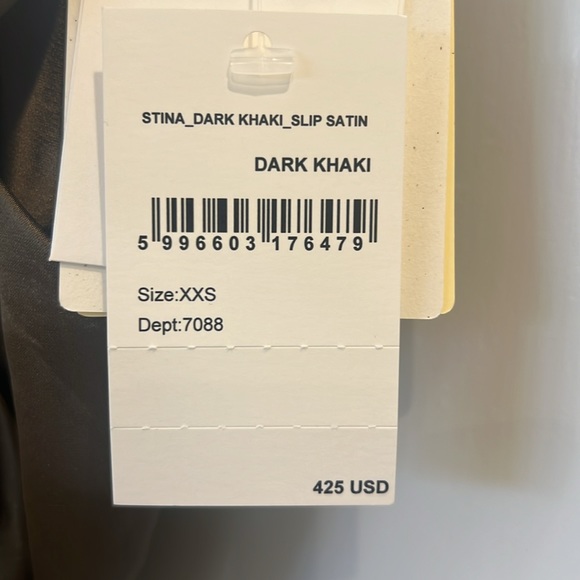 STINA_DARK KHAKI_SLIP SATIN
DARK KHAKI
5 996603 176479
Size:XXS
Dept:7088
425 USD